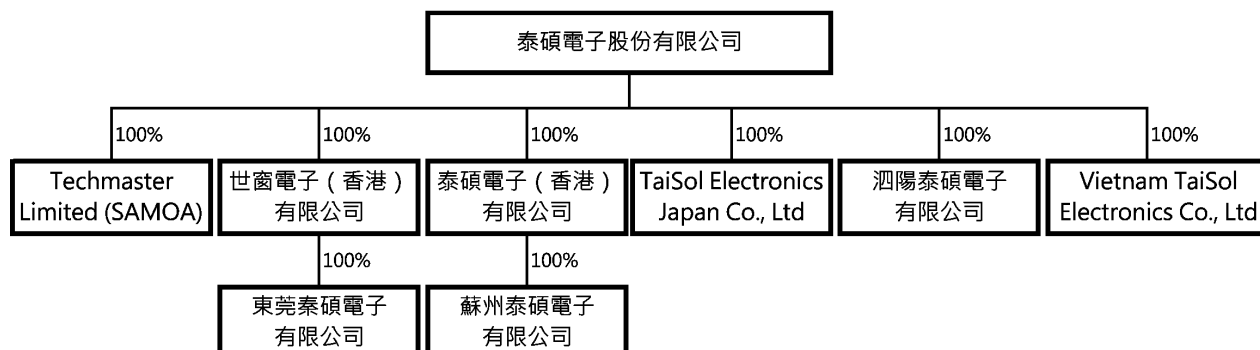 泰碩電子股份有限公司
100%
100%
100%
100%
100%
100%
Techmaster
Limited (SAMOA)
世窗電子（香港）
有限公司
泰碩電子（香港）
有限公司
TaiSol Electronics
Japan Co., Ltd
泗陽泰碩電子
有限公司
Vietnam TaiSol
Electronics Co., Ltd
100%
100%
東莞泰碩電子
有限公司
蘇州泰碩電子
有限公司